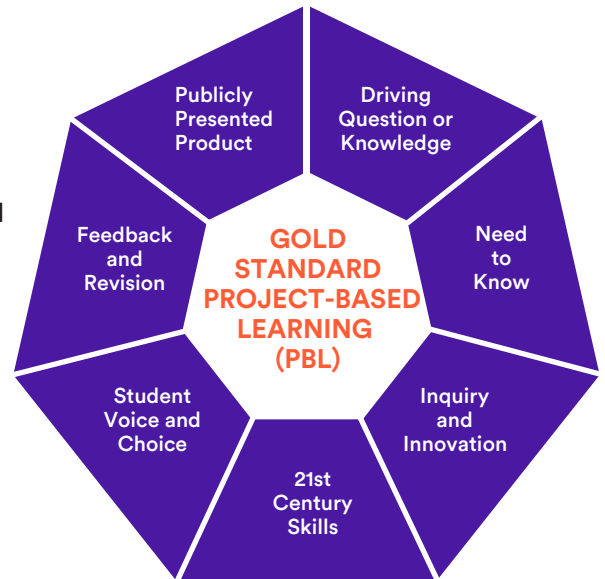 GOLD
STANDARD
PROJECT-BASED
LEARNING
(PBL)
Driving
Question or
Knowledge
Need
to
Know
Inquiry
and
Innovation
21st
Century
Skills
Student
Voice and
Choice
Feedback
and
Revision
Publicly
Presented
Product